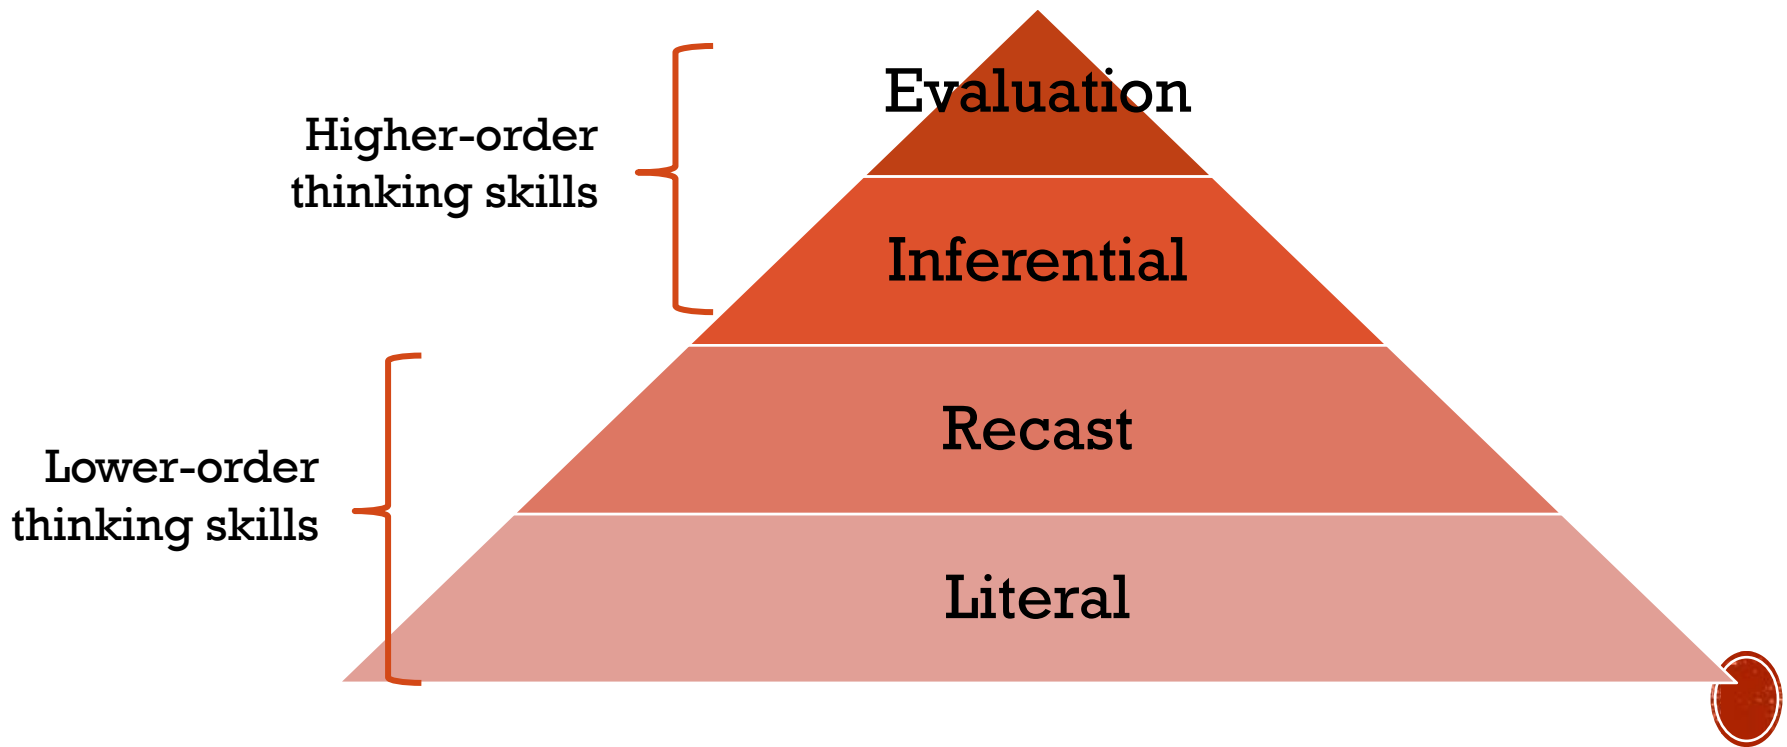 Evaluation
Higher-order
thinking skills
Inferential
Recast
Lower-order
thinking skills
Literal